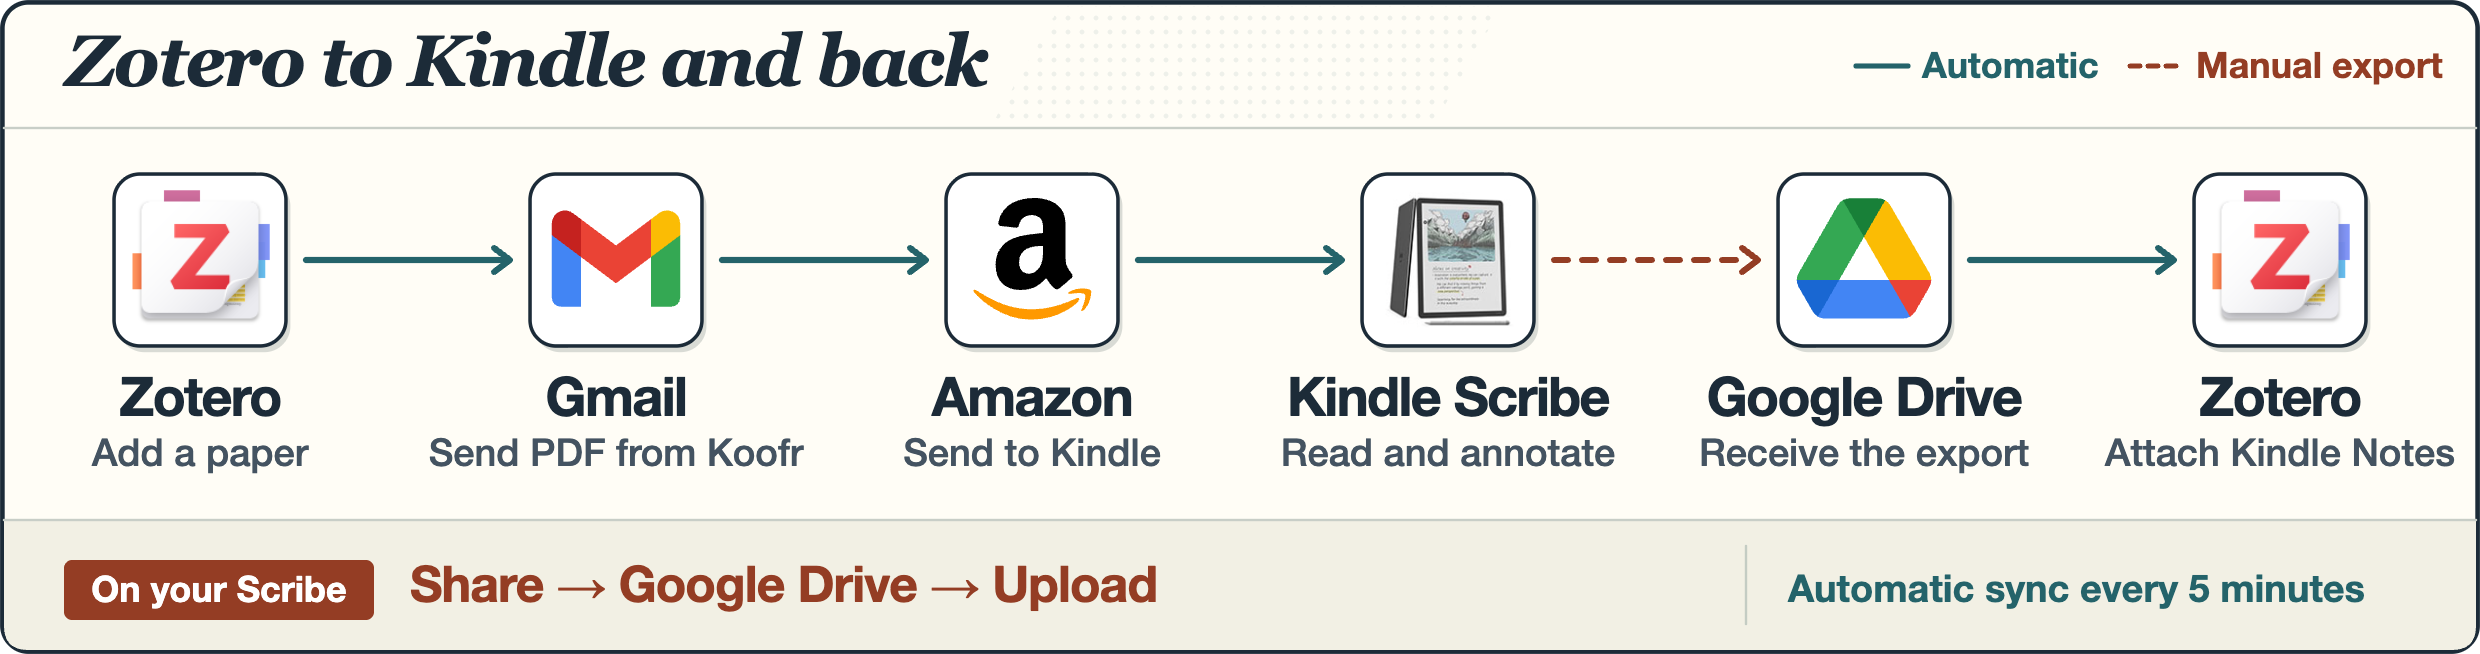 Zotero to Kindle and back
Automatic
Manual export
Zotero
Add a paper
Gmail
Send PDF from Koofr
Amazon
Send to Kindle
Kindle Scribe
Read and annotate
Google Drive
Receive the export
Zotero
Attach Kindle Notes
On your Scribe
Share → Google Drive → Upload
Automatic sync every 5 minutes